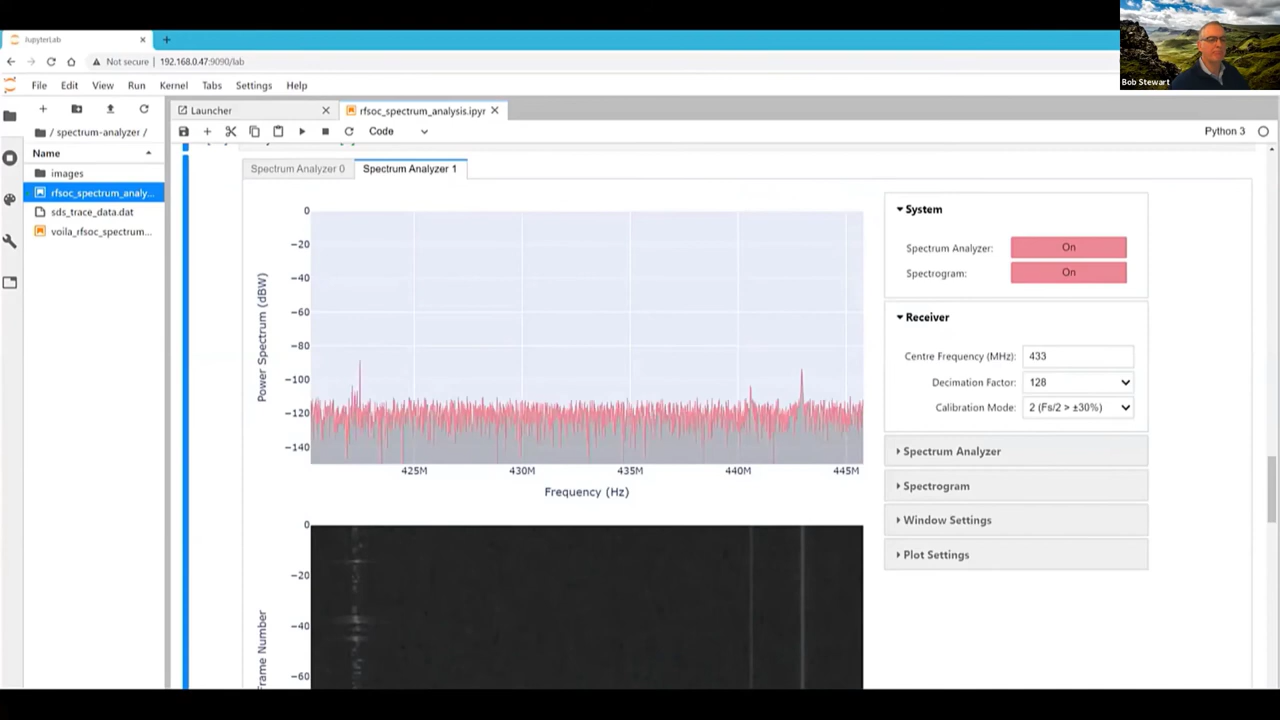 JupyterLab
Not secure 192.168.0.47:9090/lab
Bob Stewart
File Edit View Run Kernel Tabs Settings Help
Launcher
rfsoc_spectrum_analysis.ipyr
/ spectrum-analyzer /
Code
Python 3
Name
images
rfsoc_spectrum_analy...
sds_trace_data.dat
voila_rfsoc_spectrum...
Spectrum Analyzer 0
Spectrum Analyzer 1
Power Spectrum (dBW)
0
−20
−40
−60
−80
−100
−120
−140
425M 430M 435M 440M 445M
Frequency (Hz)
Frame Number
0
−20
−40
−60
System
Spectrum Analyzer: On
Spectrogram: On
Receiver
Centre Frequency (MHz): 433
Decimation Factor: 128
Calibration Mode: 2 (Fs/2 > ±30%)
Spectrum Analyzer
Spectrogram
Window Settings
Plot Settings